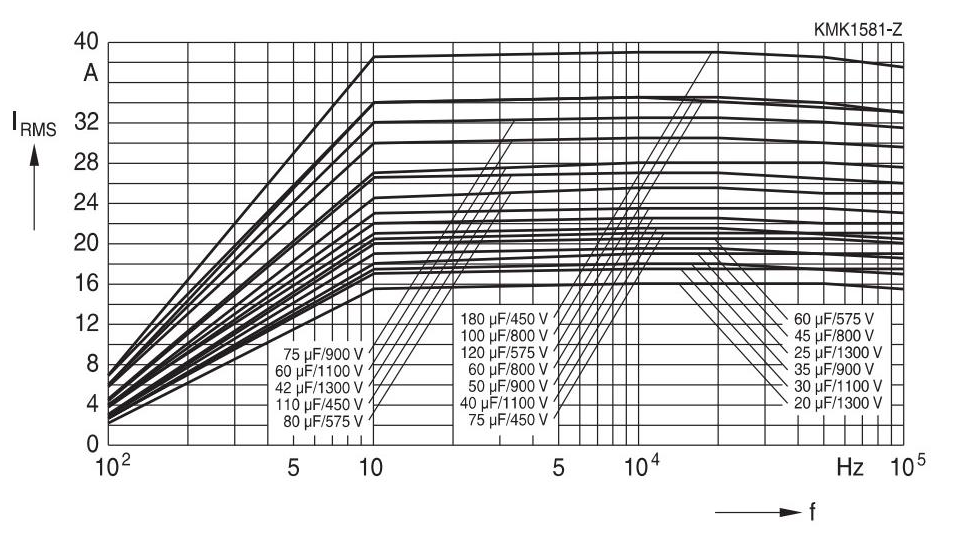 KMK1581-Z
40
A
I RMS
32
28
24
20
16
12
8
4
0
75 µF/900 V
60 µF/1100 V
42 µF/1300 V
110 µF/450 V
80 µF/575 V
180 µF/450 V
100 µF/800 V
120 µF/575 V
60 µF/800 V
50 µF/900 V
40 µF/1100 V
75 µF/450 V
60 µF/575 V
45 µF/800 V
25 µF/1300 V
35 µF/900 V
30 µF/1100 V
20 µF/1300 V
10² 5 10 5 10⁴ Hz 10⁵
f